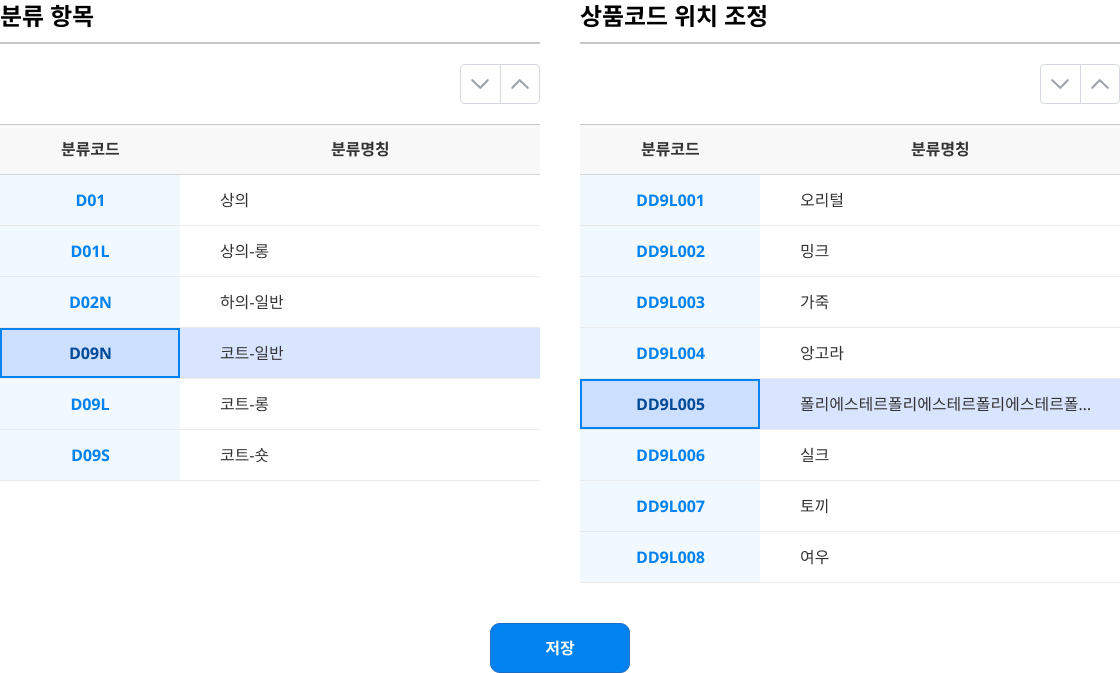 분류 항목
분류코드 분류명칭
D01 상의
D01L 상의-롱
D02N 하의-일반
D09N 코트-일반
D09L 코트-롱
D09S 코트-숏
상품코드 위치 조정
분류코드 분류명칭
DD9L001 오리털
DD9L002 밍크
DD9L003 가죽
DD9L004 앙고라
DD9L005 폴리에스테르폴리에스테르폴리에스테르폴...
DD9L006 실크
DD9L007 토끼
DD9L008 여우
저장